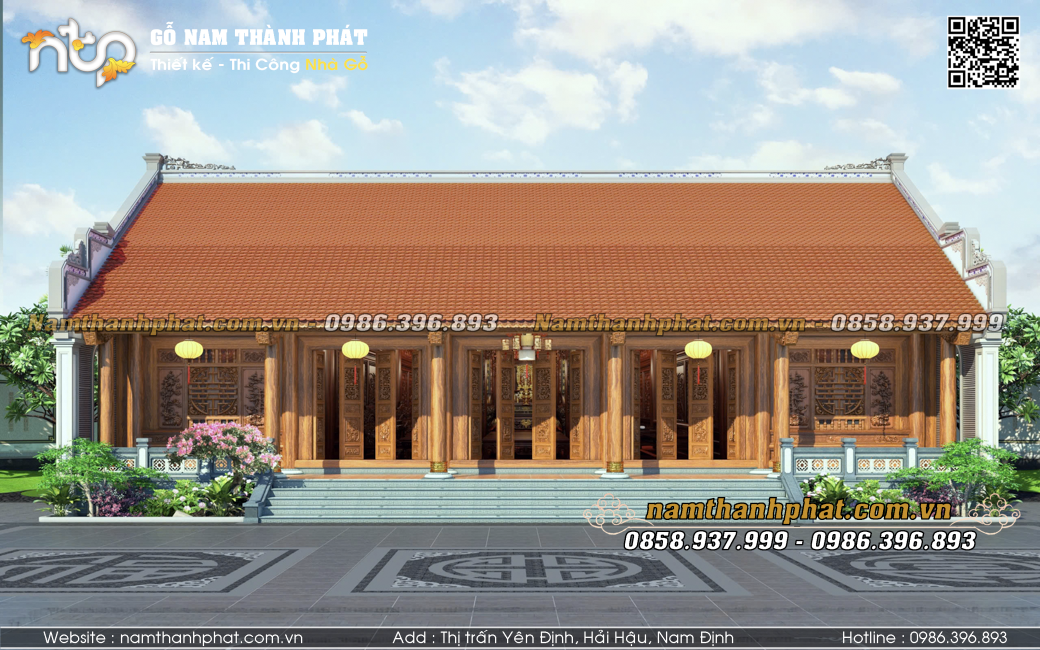 ntp
GỖ NAM THÀNH PHÁT
Thiết kế - Thi Công Nhà Gỗ
Namthanhphat.com.vn - 0986.396.893 Namthanhphat.com.vn - 0858.937.999
namthanhphat.com.vn
0858.937.999 - 0986.396.893
Website : namthanhphat.com.vn Add : Thị trấn Yên Định, Hải Hậu, Nam Định Hotline : 0986.396.893